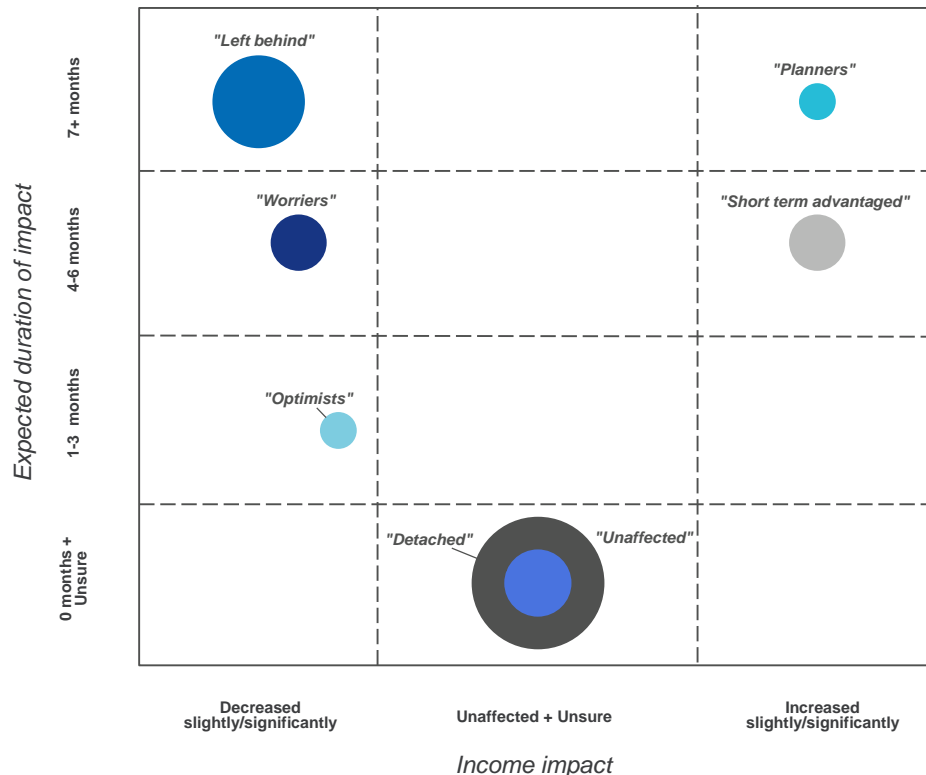 "Left behind"
"Planners"
7+ months
"Worriers"
"Short term advantaged"
4-6 months
Expected duration of impact
"Optimists"
1-3 months
"Detached"
"Unaffected"
0 months +
Unsure
Decreased
slightly/significantly
Unaffected + Unsure
Increased
slightly/significantly
Income impact